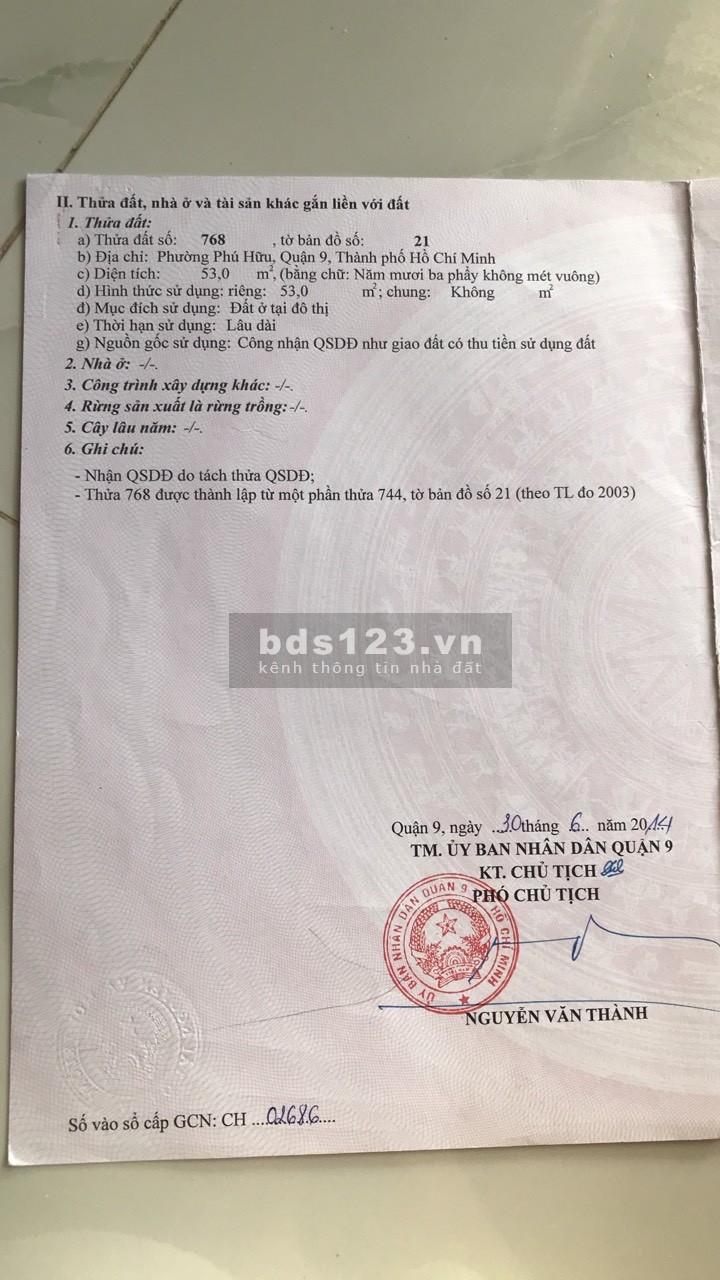 II. Thửa đất, nhà ở và tài sản khác gắn liền với đất
1. Thửa đất:
a) Thửa đất số: 768 , tờ bản đồ số: 21
b) Địa chỉ: Phường Phú Hữu, Quận 9, Thành phố Hồ Chí Minh
c) Diện tích: 53,0 m², (bằng chữ: Năm mươi ba phẩy không mét vuông)
d) Hình thức sử dụng: riêng: 53,0 m²; chung: Không m²
đ) Mục đích sử dụng: Đất ở tại đô thị
e) Thời hạn sử dụng: Lâu dài
g) Nguồn gốc sử dụng: Công nhận QSDĐ như giao đất có thu tiền sử dụng đất
2. Nhà ở: -/-.
3. Công trình xây dựng khác: -/-.
4. Rừng sản xuất là rừng trồng: -/-.
5. Cây lâu năm: -/-.
6. Ghi chú:
- Nhận QSDĐ do tách thửa QSDĐ;
- Thửa 768 được thành lập từ một phần thửa 744, tờ bản đồ số 21 (theo TL đo 2003)
bds123.vn
kênh thông tin nhà đất
Quận 9, ngày ..30 tháng 6.. năm 2014
TM. ỦY BAN NHÂN DÂN QUẬN 9
KT. CHỦ TỊCH
PHÓ CHỦ TỊCH
ỦY BAN NHÂN DÂN QUẬN 9 HỒ CHÍ MINH
NGUYỄN VĂN THÀNH
Số vào sổ cấp GCN: CH ....02686....